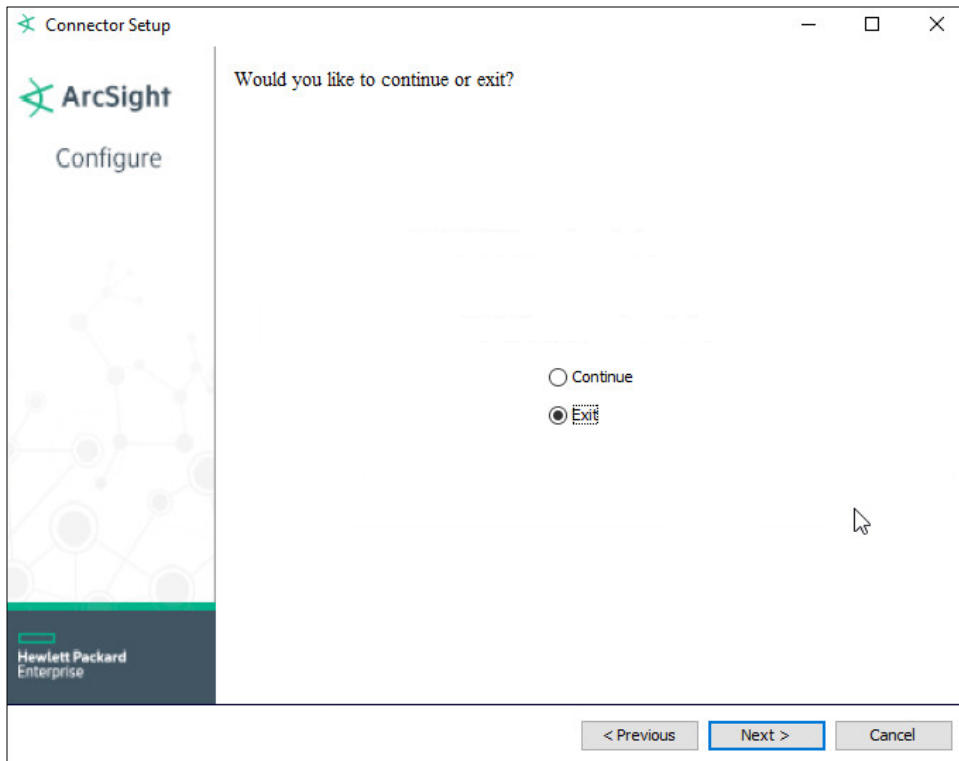 Connector Setup
ArcSight
Configure
Would you like to continue or exit?
Continue
Exit
Hewlett Packard
Enterprise
< Previous
Next >
Cancel